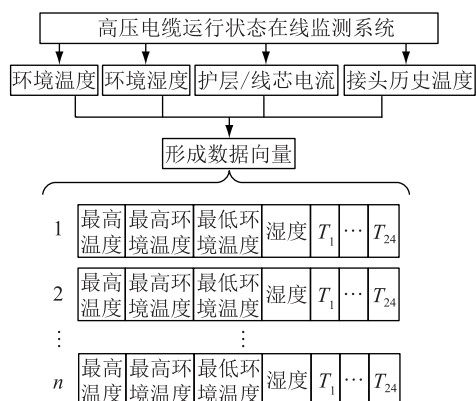 高压电缆运行状态在线监测系统
环境温度 环境湿度 护层/线芯电流 接头历史温度
形成数据向量
1 最高温度 最高环境温度 最低环境温度 湿度 T1 ··· T24
2 最高温度 最高环境温度 最低环境温度 湿度 T1 ··· T24
⋮ ⋮
n 最高温度 最高环境温度 最低环境温度 湿度 T1 ··· T24